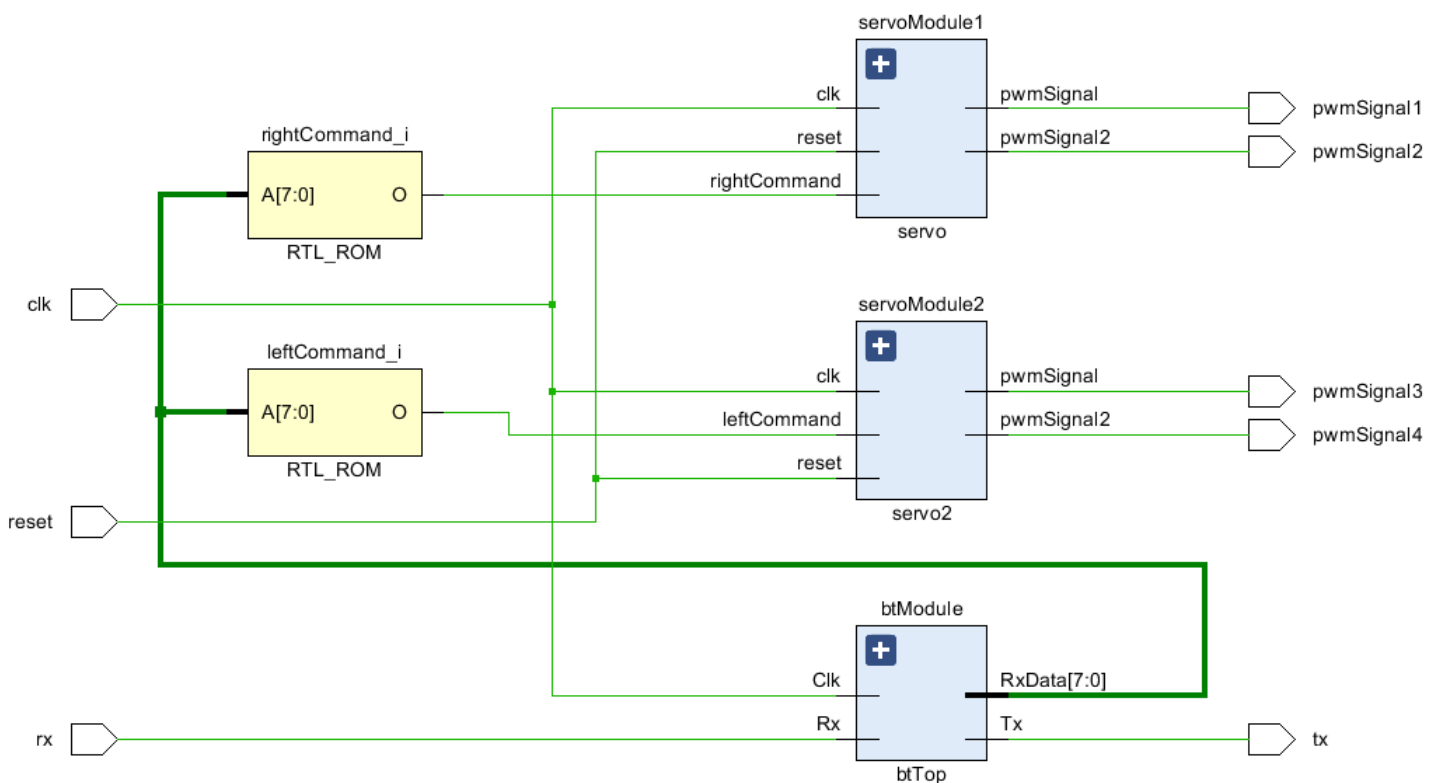 servoModule1
clk
pwmSignal
pwmSignal1
rightCommand_i
reset
pwmSignal2
pwmSignal2
A[7:0] O
rightCommand
RTL_ROM
servo
clk
servoModule2
leftCommand_i
clk
pwmSignal
pwmSignal3
A[7:0] O
leftCommand
pwmSignal2
pwmSignal4
RTL_ROM
reset
reset
servo2
btModule
Clk
RxData[7:0]
rx
Rx
Tx
tx
btTop